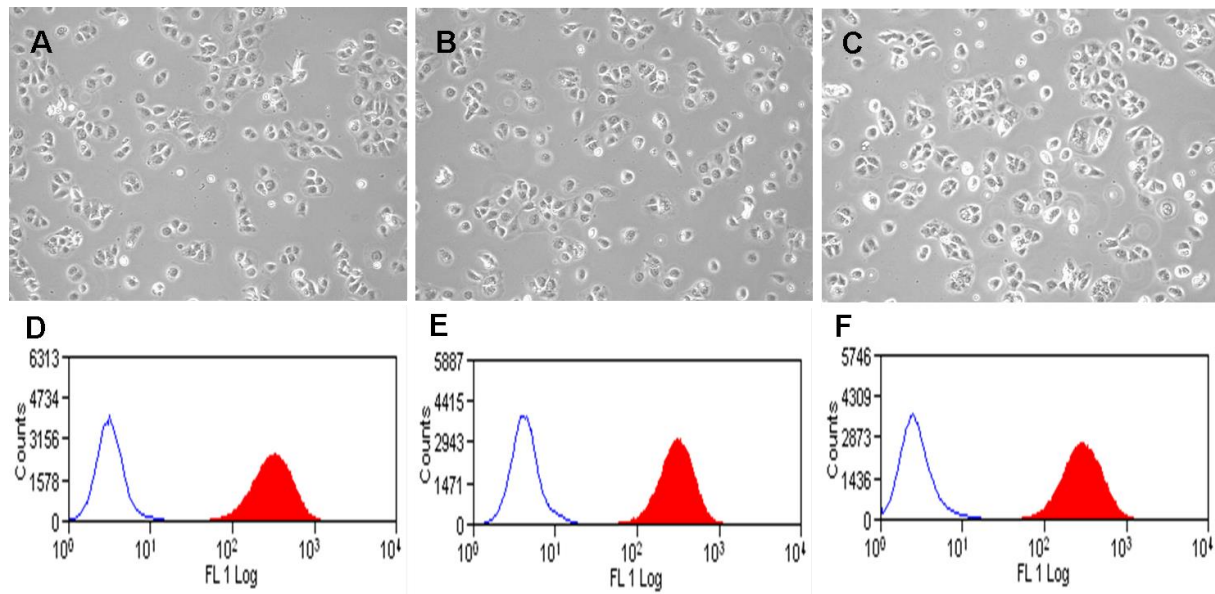 A
B
C
D
6313
4734
3156
1578
0
Counts
10⁰ 10¹ 10² 10³ 10⁴
FL 1 Log
E
5887
4415
2943
1471
0
Counts
10⁰ 10¹ 10² 10³ 10⁴
FL 1 Log
F
5746
4309
2873
1436
0
Counts
10⁰ 10¹ 10² 10³ 10⁴
FL 1 Log